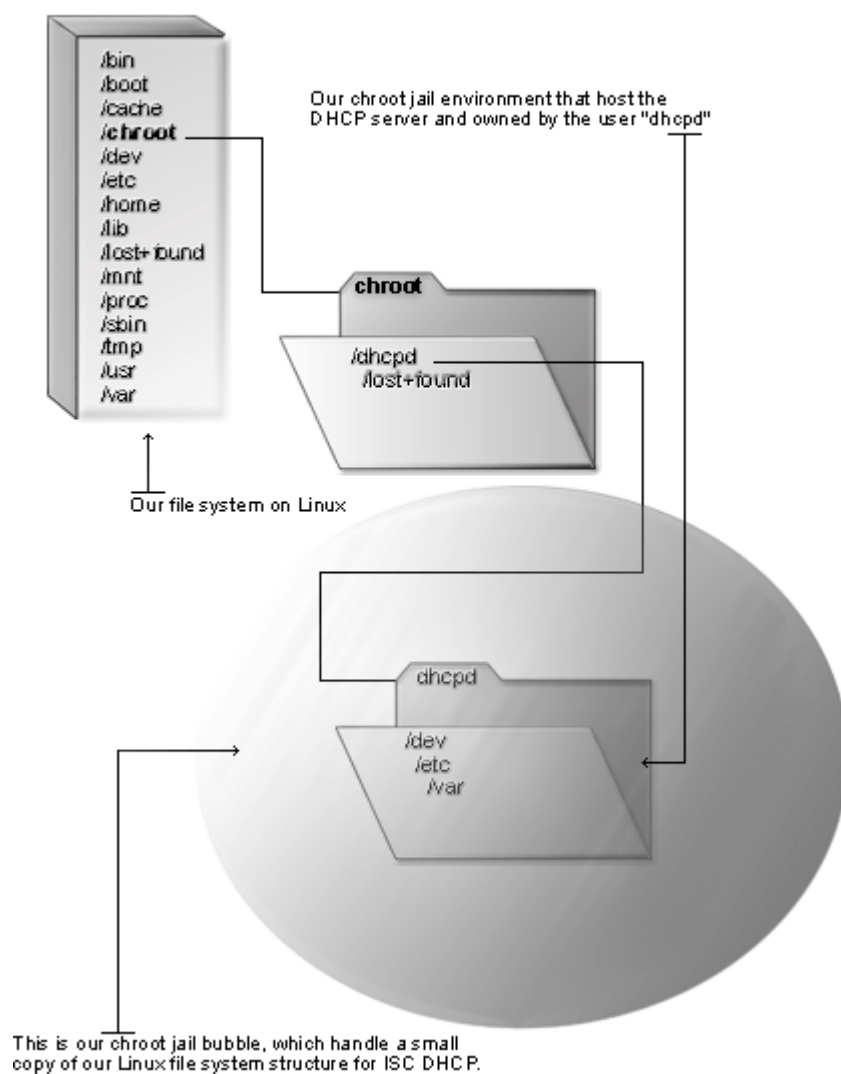 /bin
/boot
/cache
/chroot
/dev
/etc
/home
/lib
/lost+found
/mnt
/proc
/sbin
/tmp
/usr
/var
Our chroot jail environment that host the
DHCP server and owned by the user "dhcpd"
chroot
/dhcpd
/lost+found
Our file system on Linux
dhcpd
/dev
/etc
/var
This is our chroot jail bubble, which handle a small
copy of our Linux file system structure for ISC DHCP.